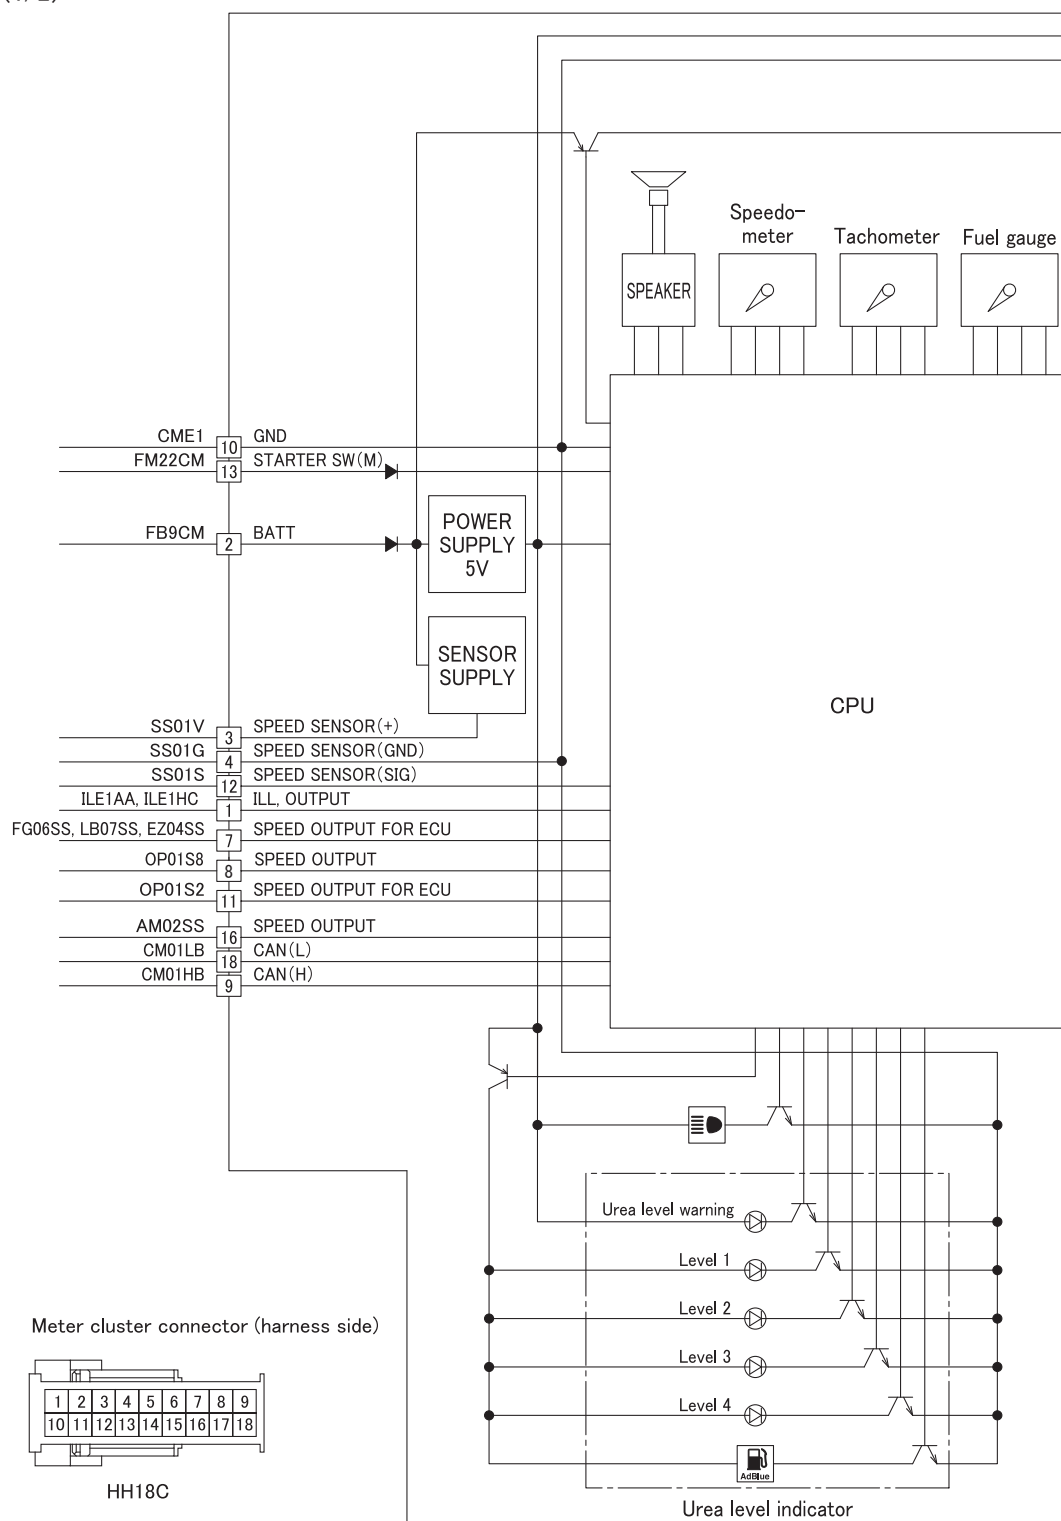 Speedo-
meter
Tachometer
Fuel gauge
SPEAKER
CME1 10 GND
FM22CM 13 STARTER SW(M)
FB9CM 2 BATT
POWER
SUPPLY
5V
SENSOR
SUPPLY
CPU
SS01V 3 SPEED SENSOR(+)
SS01G 4 SPEED SENSOR(GND)
SS01S 12 SPEED SENSOR(SIG)
ILE1AA, ILE1HC 1 ILL, OUTPUT
FG06SS, LB07SS, EZ04SS 7 SPEED OUTPUT FOR ECU
OP01S8 8 SPEED OUTPUT
OP01S2 11 SPEED OUTPUT FOR ECU
AM02SS 16 SPEED OUTPUT
CM01LB 18 CAN(L)
CM01HB 9 CAN(H)
Urea level warning
Level 1
Level 2
Level 3
Level 4
AdBlue
Urea level indicator
Meter cluster connector (harness side)
1 2 3 4 5 6 7 8 9
10 11 12 13 14 15 16 17 18
HH18C